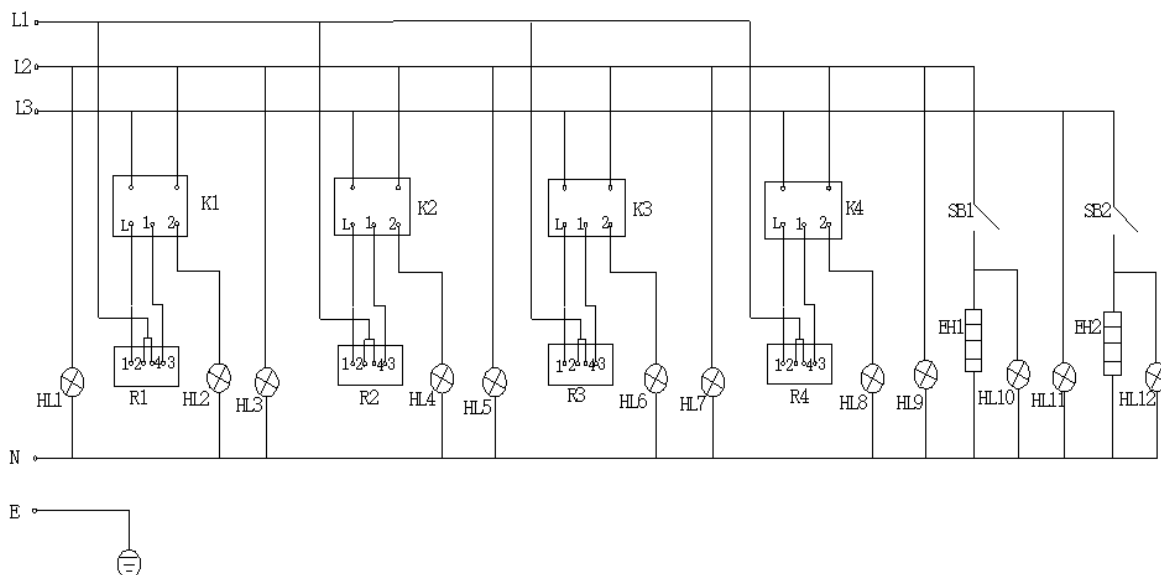 L1
L2
L3
K1
K2
K3
K4
SB1
SB2
L 1 2
L 1 2
L 1 2
L 1 2
EH1
EH2
1 2 4 3
1 2 4 3
1 2 4 3
1 2 4 3
HL1
R1
HL2
HL3
R2
HL4
HL5
R3
HL6
HL7
R4
HL8
HL9
HL10
HL11
HL12
N
E